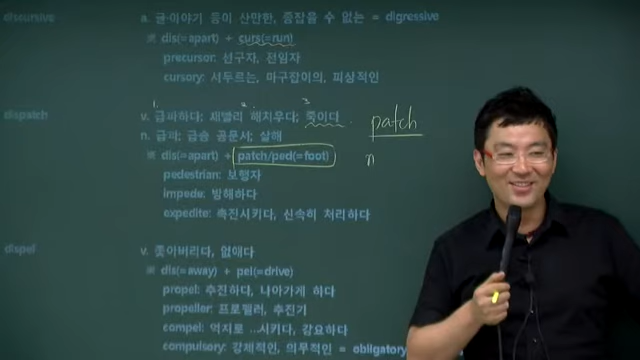 discursive a. 글·이야기 등이 산만한, 종잡을 수 없는 = digressive
▣ dis(=apart) + curs(=run)
precursor: 선구자, 전임자
cursory: 서두르는, 마구잡이의, 피상적인
1. 2. 3
dispatch v. 급파하다; 재빨리 해치우다; 죽이다
patch
n. 급파; 급송 공문서; 살해
▣ dis(=apart) + patch/ped(=foot)
n
pedestrian: 보행자
impede: 방해하다
expedite: 촉진시키다, 신속히 처리하다
dispel v. 쫓아버리다, 없애다
▣ dis(=away) + pel(=drive)
propel: 추진하다, 나아가게 하다
propeller: 프로펠러, 추진기
compel: 억지로 ...시키다, 강요하다
compulsory: 강제적인, 의무적인 = obligatory